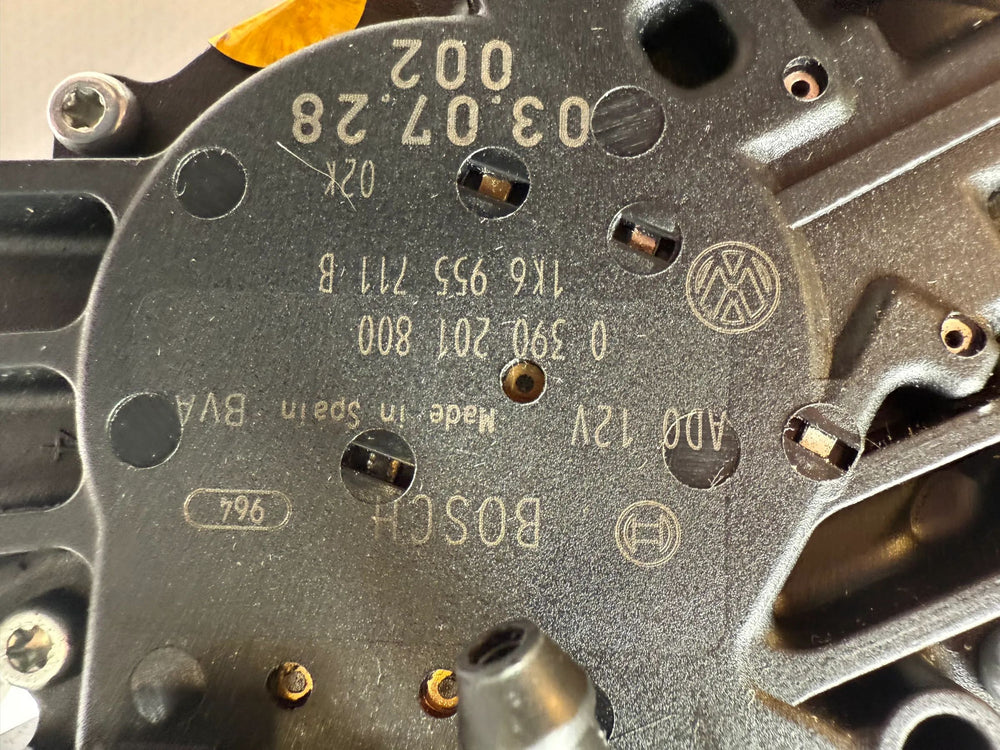 BOSCH 964
AD0 12V Made in Spain BVA
0 390 201 800
1K6 955 711 B
02K
03.07.28
002